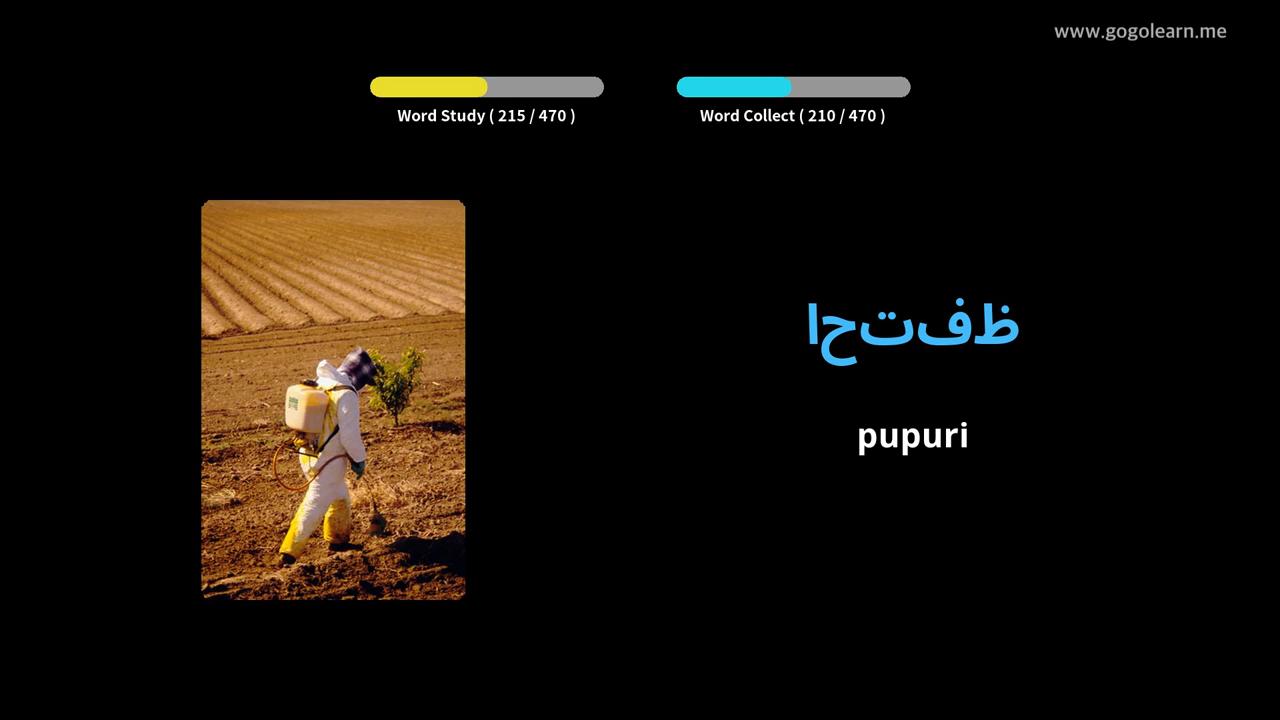 www.gogolearn.me
Word Study ( 215 / 470 )
Word Collect ( 210 / 470 )
ظفتحا
pupuri